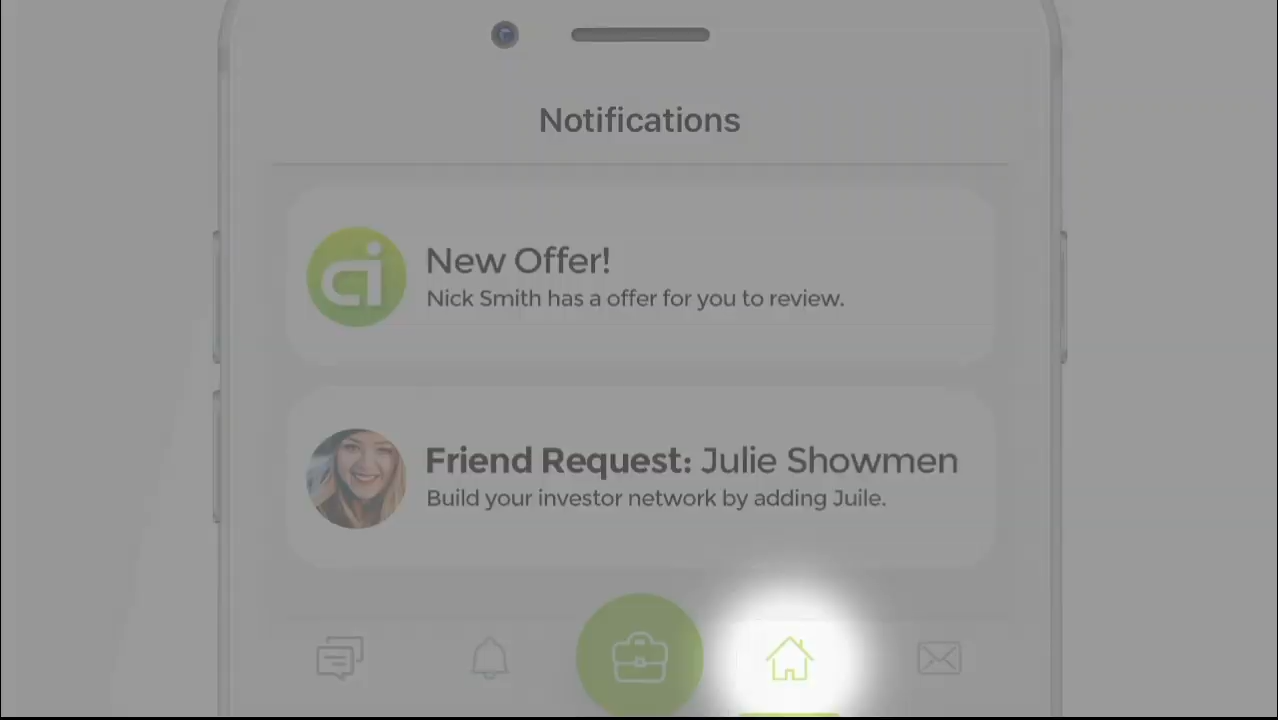 Notifications
New Offer!
Nick Smith has a offer for you to review.
Friend Request: Julie Showmen
Build your investor network by adding Juile.